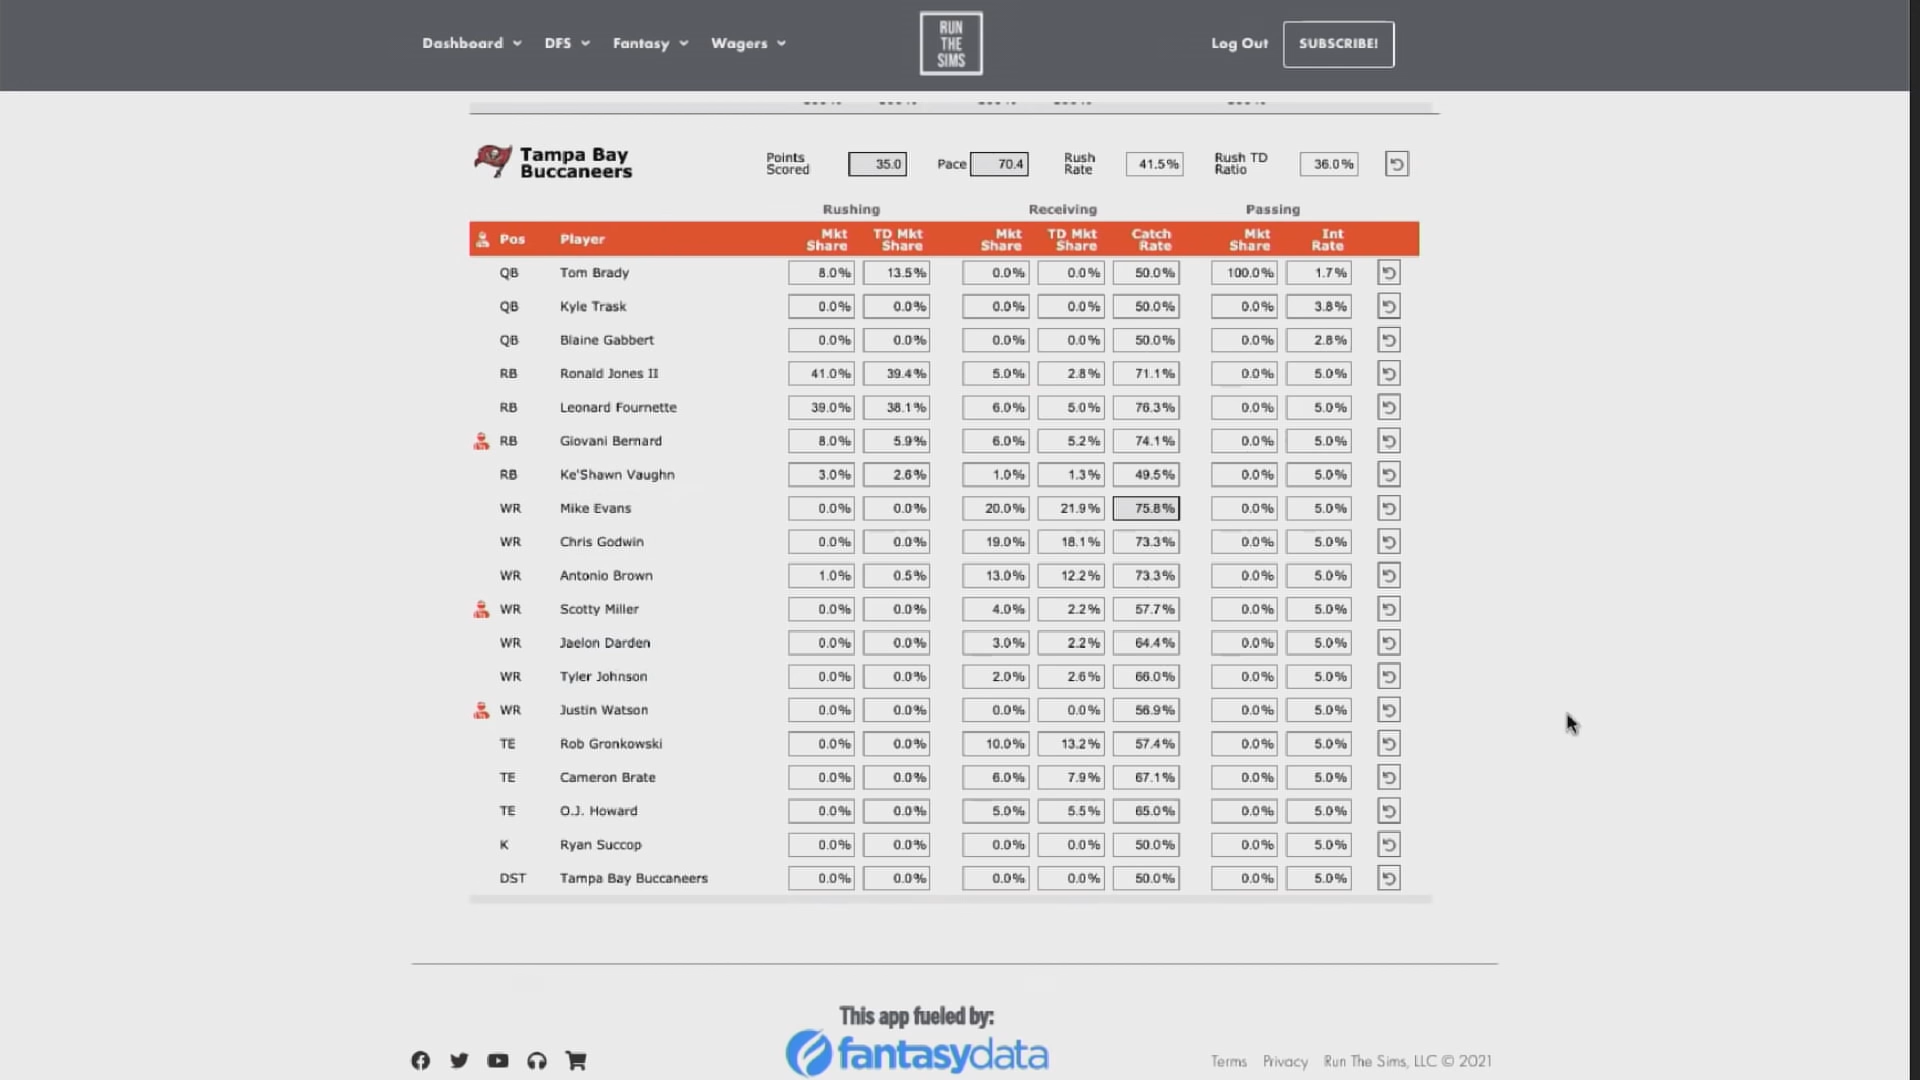 Dashboard DFS Fantasy Wagers RUN THE SIMS Log Out SUBSCRIBE!
Tampa Bay Buccaneers Points Scored 35.0 Pace 70.4 Rush Rate 41.5% Rush TD Ratio 36.0%
Rushing Receiving Passing
Pos Player Mkt Share TD Mkt Share Mkt Share TD Mkt Share Catch Rate Mkt Share Int Rate
QB Tom Brady 8.0% 13.5% 0.0% 0.0% 50.0% 100.0% 1.7%
QB Kyle Trask 0.0% 0.0% 0.0% 0.0% 50.0% 0.0% 3.8%
QB Blaine Gabbert 0.0% 0.0% 0.0% 0.0% 50.0% 0.0% 2.8%
RB Ronald Jones II 41.0% 39.4% 5.0% 2.8% 71.1% 0.0% 5.0%
RB Leonard Fournette 39.0% 38.1% 6.0% 5.0% 76.3% 0.0% 5.0%
RB Giovani Bernard 8.0% 5.9% 6.0% 5.2% 74.1% 0.0% 5.0%
RB Ke'Shawn Vaughn 3.0% 2.6% 1.0% 1.3% 49.5% 0.0% 5.0%
WR Mike Evans 0.0% 0.0% 20.0% 21.9% 75.8% 0.0% 5.0%
WR Chris Godwin 0.0% 0.0% 19.0% 18.1% 73.3% 0.0% 5.0%
WR Antonio Brown 1.0% 0.5% 13.0% 12.2% 73.3% 0.0% 5.0%
WR Scotty Miller 0.0% 0.0% 4.0% 2.2% 57.7% 0.0% 5.0%
WR Jaelon Darden 0.0% 0.0% 3.0% 2.2% 64.4% 0.0% 5.0%
WR Tyler Johnson 0.0% 0.0% 2.0% 2.6% 66.0% 0.0% 5.0%
WR Justin Watson 0.0% 0.0% 0.0% 0.0% 56.9% 0.0% 5.0%
TE Rob Gronkowski 0.0% 0.0% 10.0% 13.2% 57.4% 0.0% 5.0%
TE Cameron Brate 0.0% 0.0% 6.0% 7.9% 67.1% 0.0% 5.0%
TE O.J. Howard 0.0% 0.0% 5.0% 5.5% 65.0% 0.0% 5.0%
K Ryan Succop 0.0% 0.0% 0.0% 0.0% 50.0% 0.0% 5.0%
DST Tampa Bay Buccaneers 0.0% 0.0% 0.0% 0.0% 50.0% 0.0% 5.0%
This app fueled by:
fantasydata
Terms Privacy Run The Sims, LLC © 2021